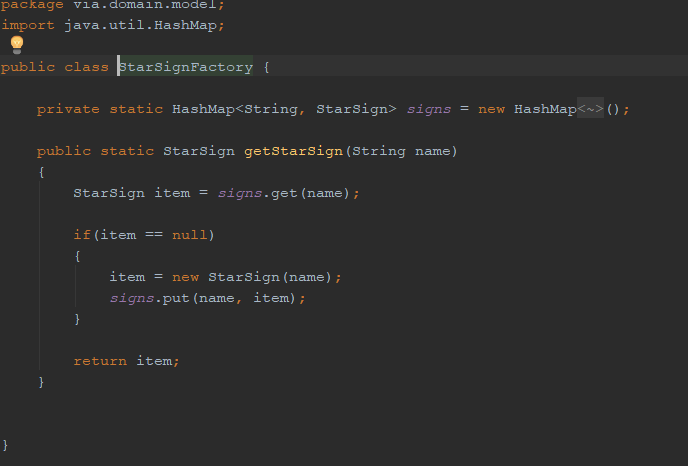 package via.domain.model;
import java.util.HashMap;
public class StarSignFactory {
private static HashMap<String, StarSign> signs = new HashMap<~>();
public static StarSign getStarSign(String name)
{
StarSign item = signs.get(name);
if(item == null)
{
item = new StarSign(name);
signs.put(name, item);
}
return item;
}
}